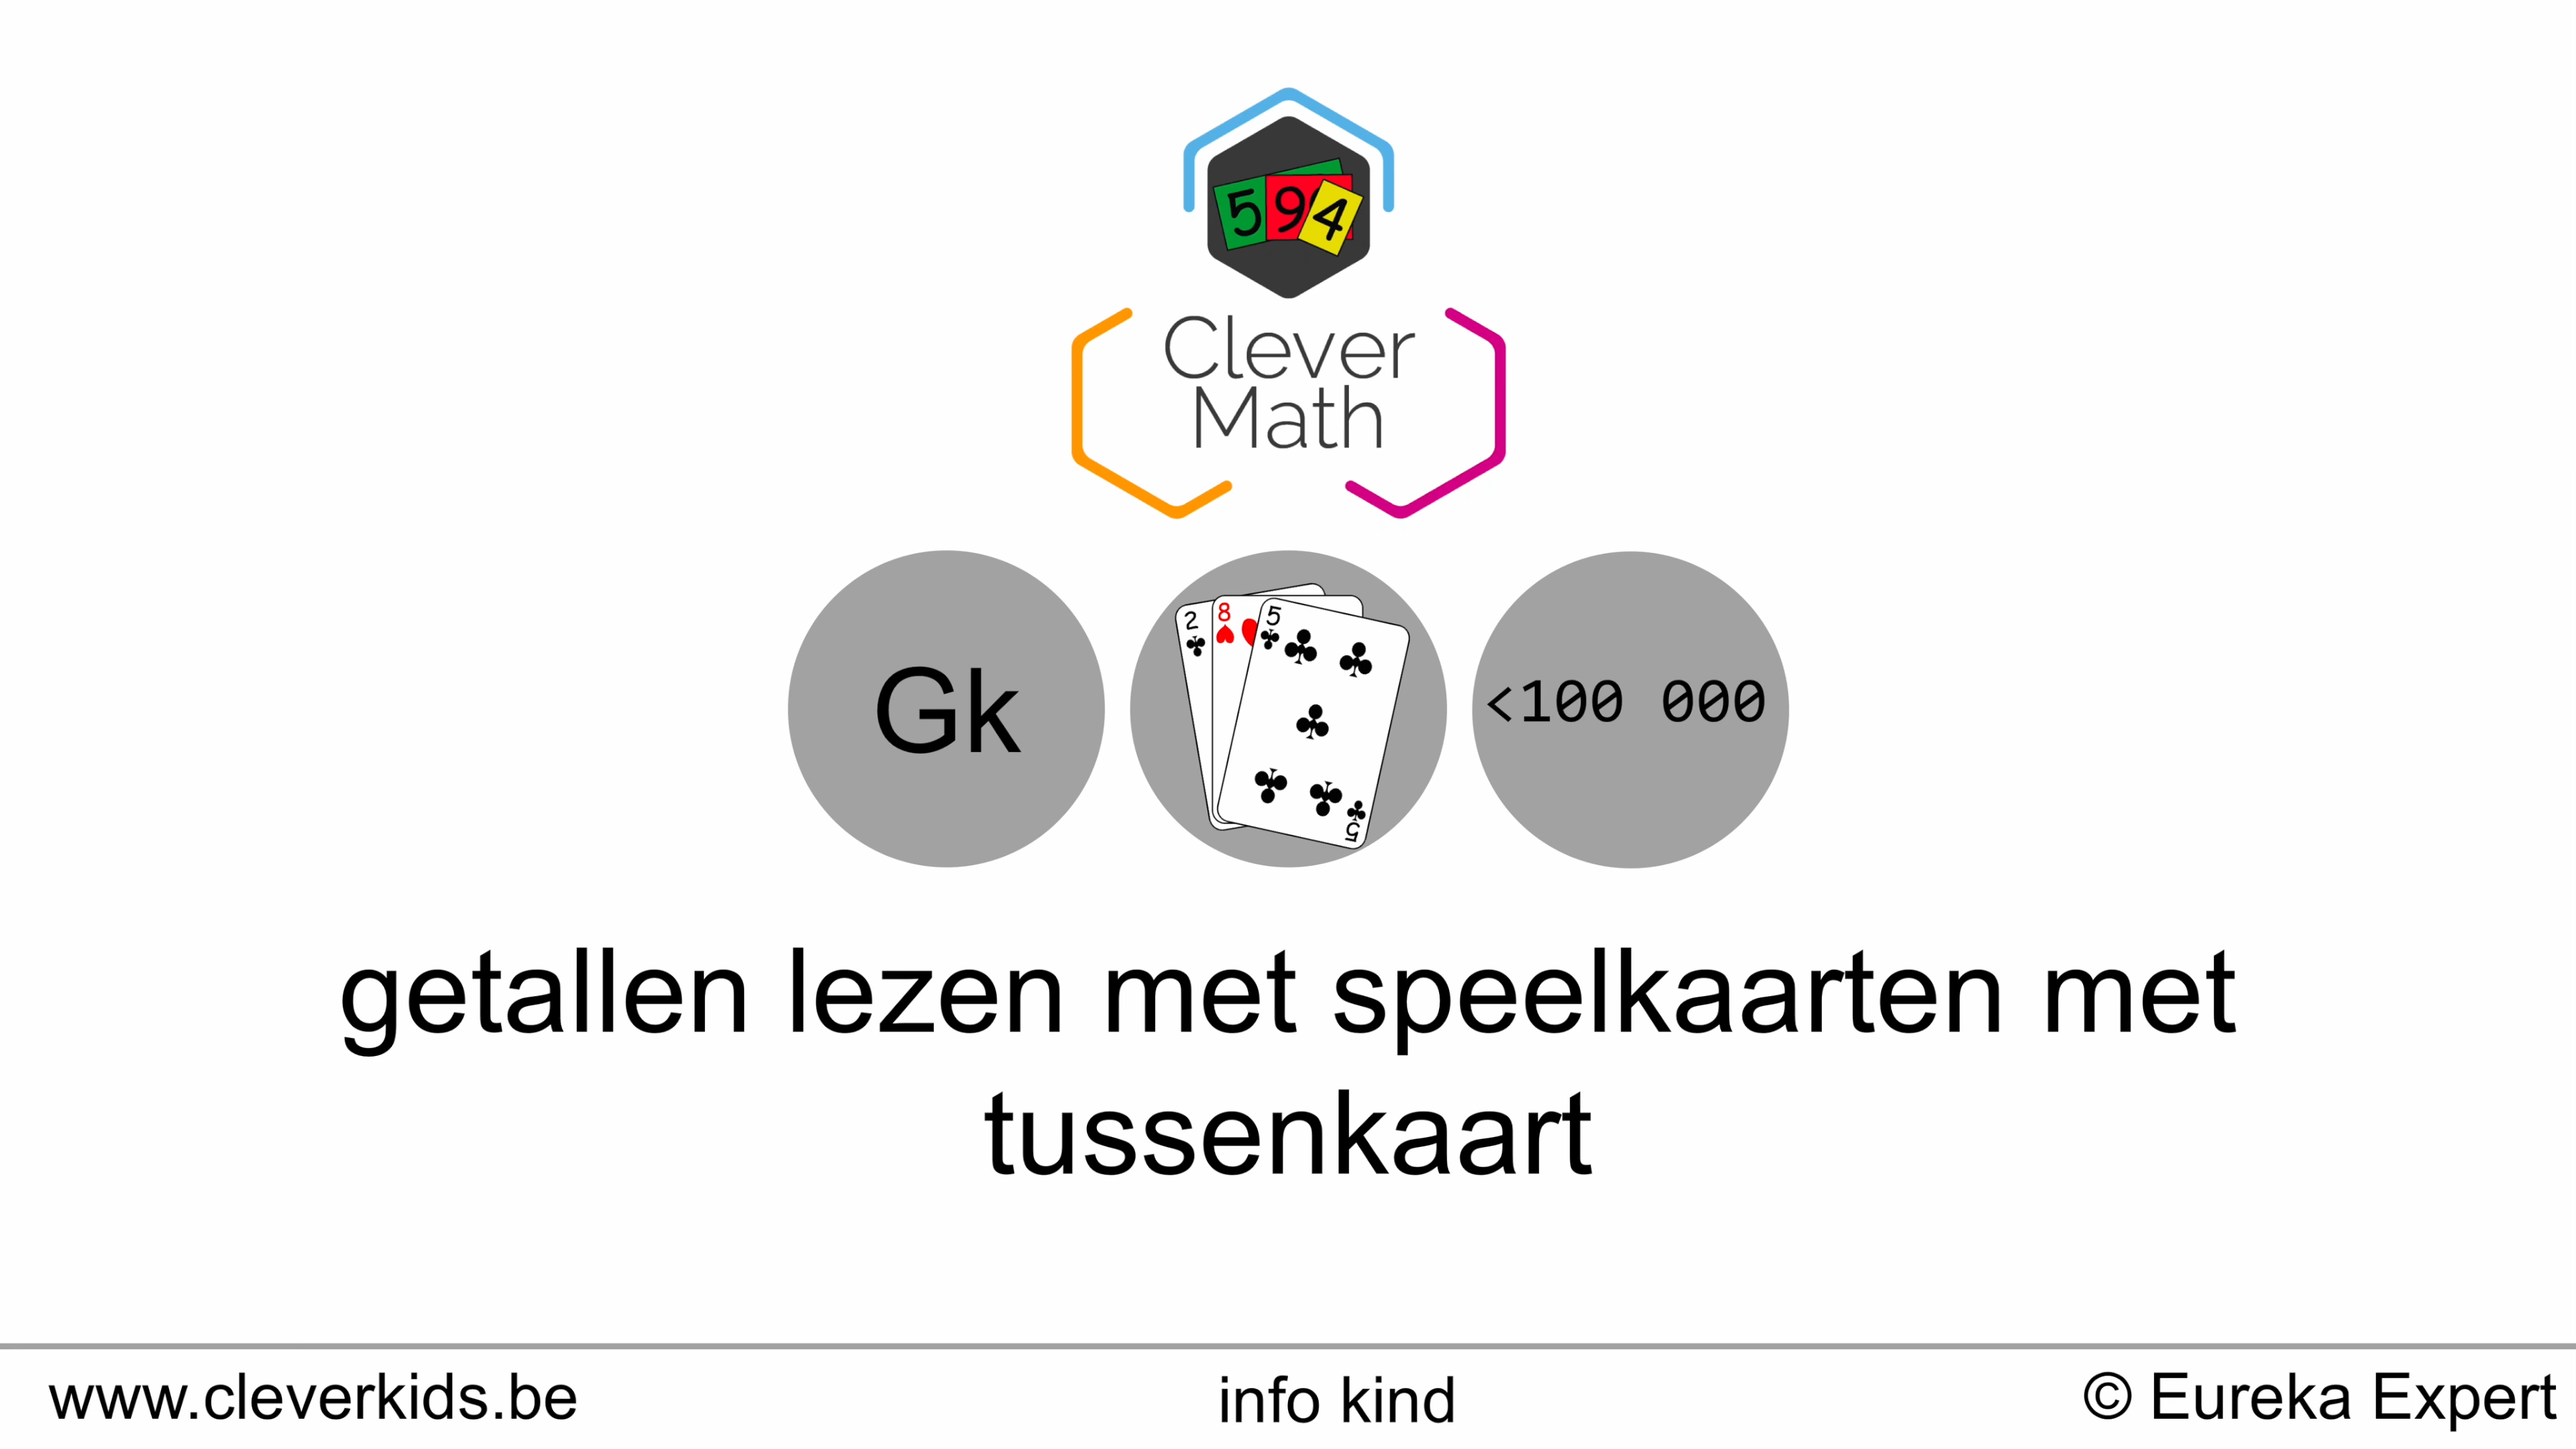 594
Clever
Math
Gk
2 8 5
5
<100 000
getallen lezen met speelkaarten met
tussenkaart
www.cleverkids.be
info kind
© Eureka Expert